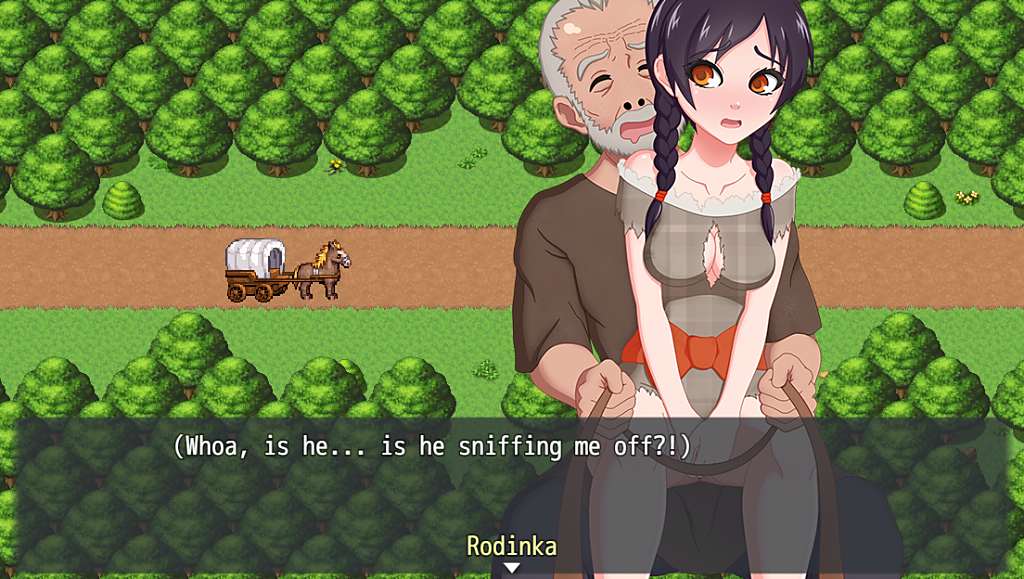 (Whoa, is he... is he sniffing me off?!)
Rodinka